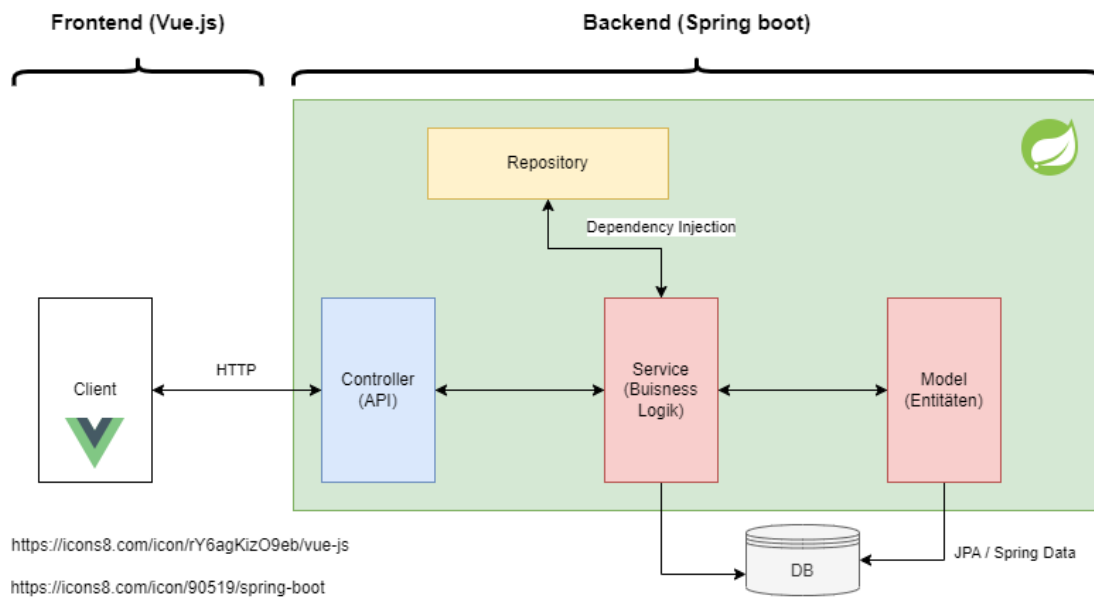 Frontend (Vue.js)
Backend (Spring boot)
Repository
Dependency Injection
Client
HTTP
Controller
(API)
Service
(Buisness
Logik)
Model
(Entitäten)
https://icons8.com/icon/rY6agKizO9eb/vue-js
DB
JPA / Spring Data
https://icons8.com/icon/90519/spring-boot